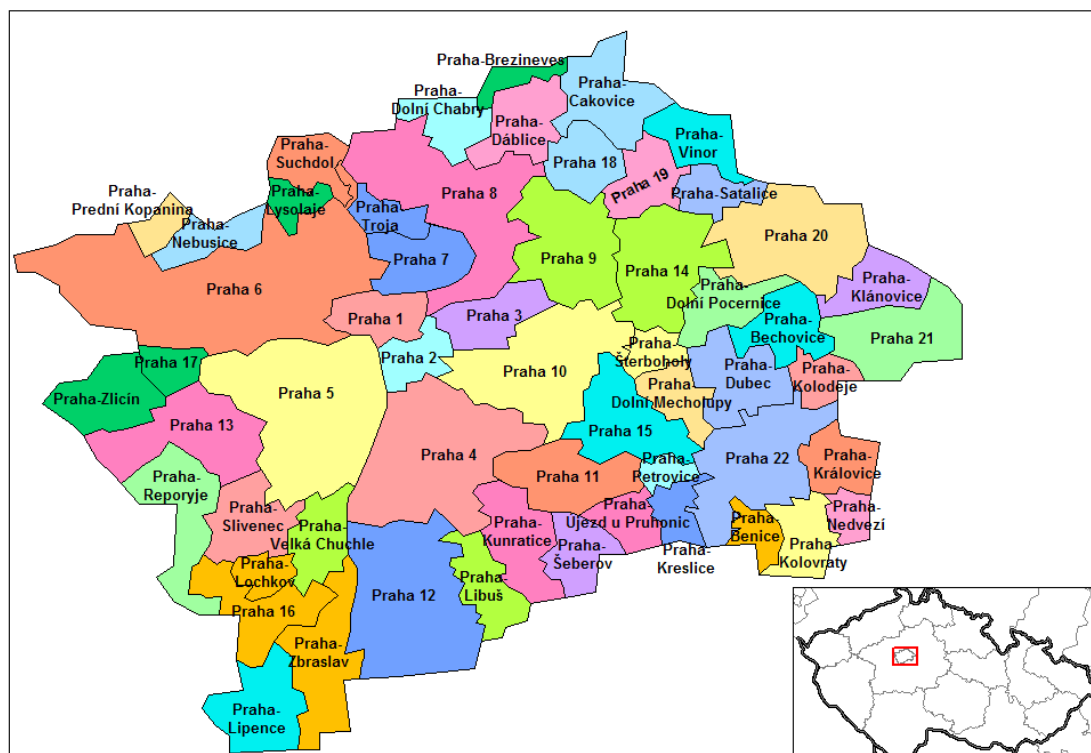 Praha-Brezineves
Praha-
Dolní Chabry
Praha-
Cakovice
Praha-
Dáblice
Praha-
Vinor
Praha-
Suchdol
Praha 18
Praha 19
Praha-
Prední Kopanina
Praha-
Lysolaje
Praha 8
Praha-Satalice
Praha-
Nebusice
Praha-
Troja
Praha 20
Praha 7
Praha 9
Praha 14
Praha 6
Praha-
Dolní Pocernice
Praha-
Klánovice
Praha 1
Praha 3
Praha-
Bechovice
Praha 21
Praha 17
Praha 2
Praha 10
Praha-
Šterboholy
Praha-
Dubec
Praha-
Kolodeje
Praha-Zlicín
Praha 5
Praha-
Dolní Mecholupy
Praha 13
Praha 15
Praha 4
Praha 22
Praha-
Královice
Praha-
Reporyje
Praha 11
Praha-
Petrovice
Praha-
Slivenec
Praha-
Velká Chuchle
Praha-
Kunratice
Praha-
Újezd u Pruhonic
Praha-
Nedvezí
Praha-
Benice
Praha-
Kolovraty
Praha-
Šeberov
Praha-
Kreslice
Praha-
Lochkov
Praha-
Libuš
Praha 12
Praha 16
Praha-
Zbraslav
Praha-
Lipence